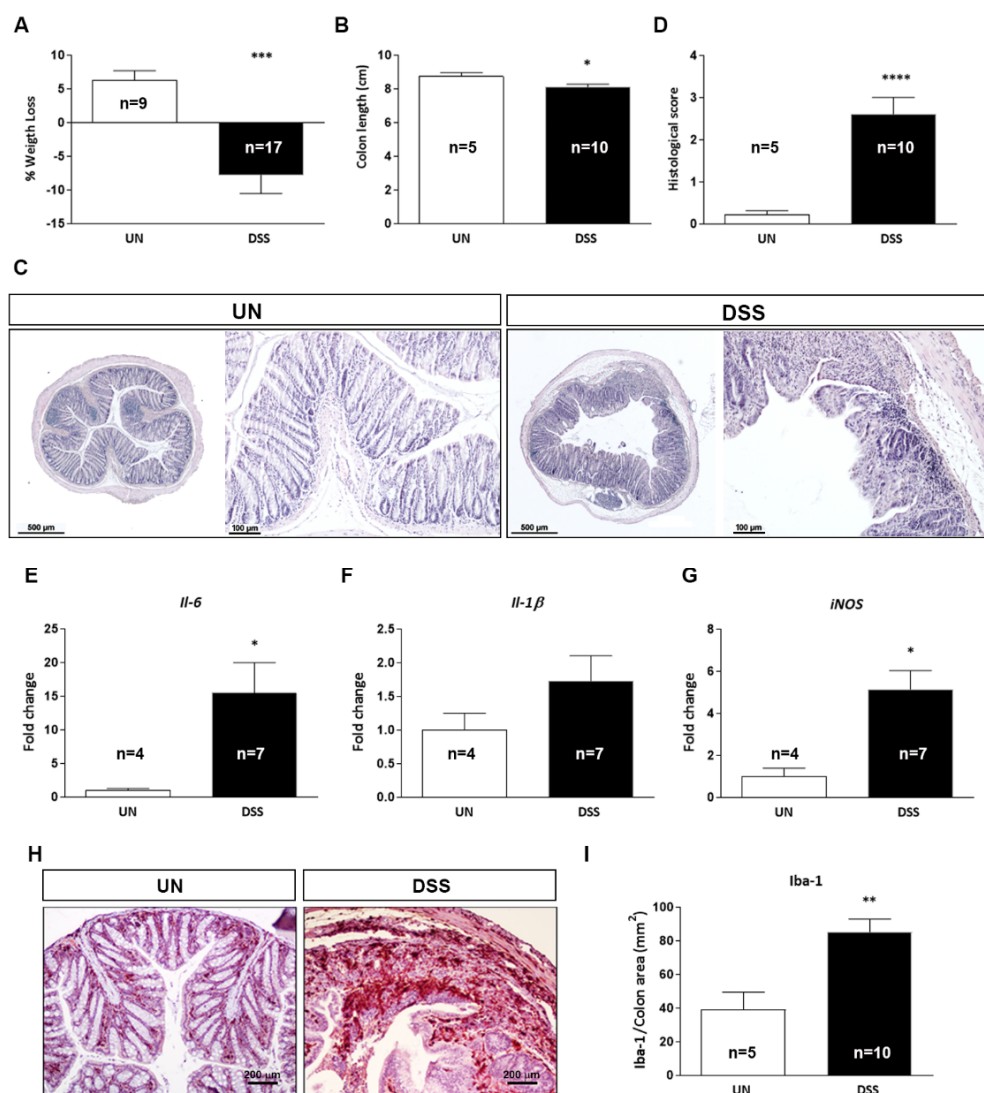 A
% Weigth Loss
10
5
0
-5
-10
-15
***
n=9
n=17
UN
DSS
B
Colon length (cm)
10
8
6
4
2
0
*
n=5
n=10
UN
DSS
D
Histological score
4
3
2
1
0
****
n=5
n=10
UN
DSS
C
UN
DSS
500 µm
100 µm
500 µm
100 µm
E
Il-6
Fold change
25
20
15
10
5
0
*
n=4
n=7
UN
DSS
F
Il-1β
Fold change
2.5
2.0
1.5
1.0
0.5
0.0
n=4
n=7
UN
DSS
G
iNOS
Fold change
8
6
4
2
0
*
n=4
n=7
UN
DSS
H
UN
DSS
200 µm
200 µm
I
Iba-1
Iba-1/Colon area (mm²)
100
80
60
40
20
0
**
n=5
n=10
UN
DSS